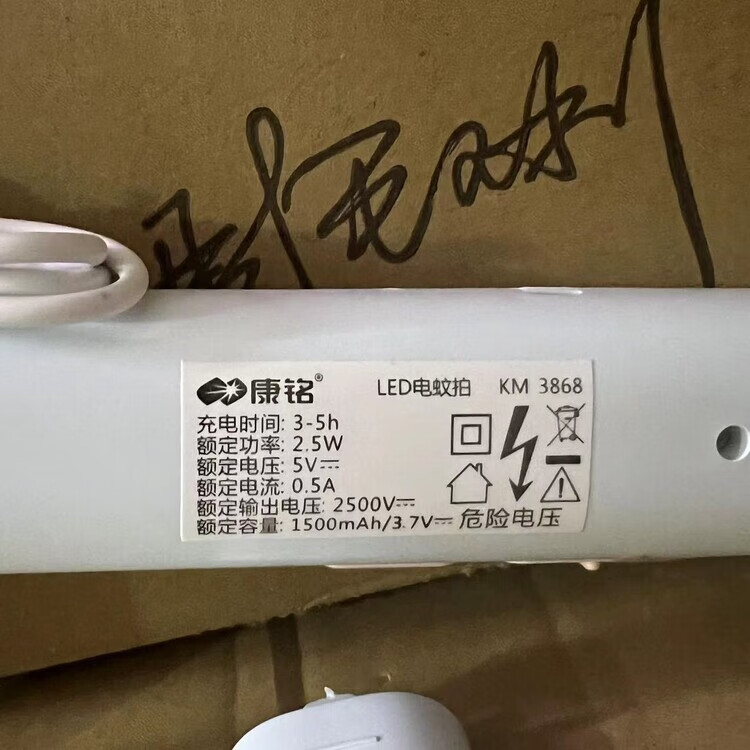 康铭® LED电蚊拍 KM 3868
充电时间: 3-5h
额定功率: 2.5W
额定电压: 5V⎓
额定电流: 0.5A
额定输出电压: 2500V⎓
额定容量: 1500mAh/3.7V⎓
危险电压